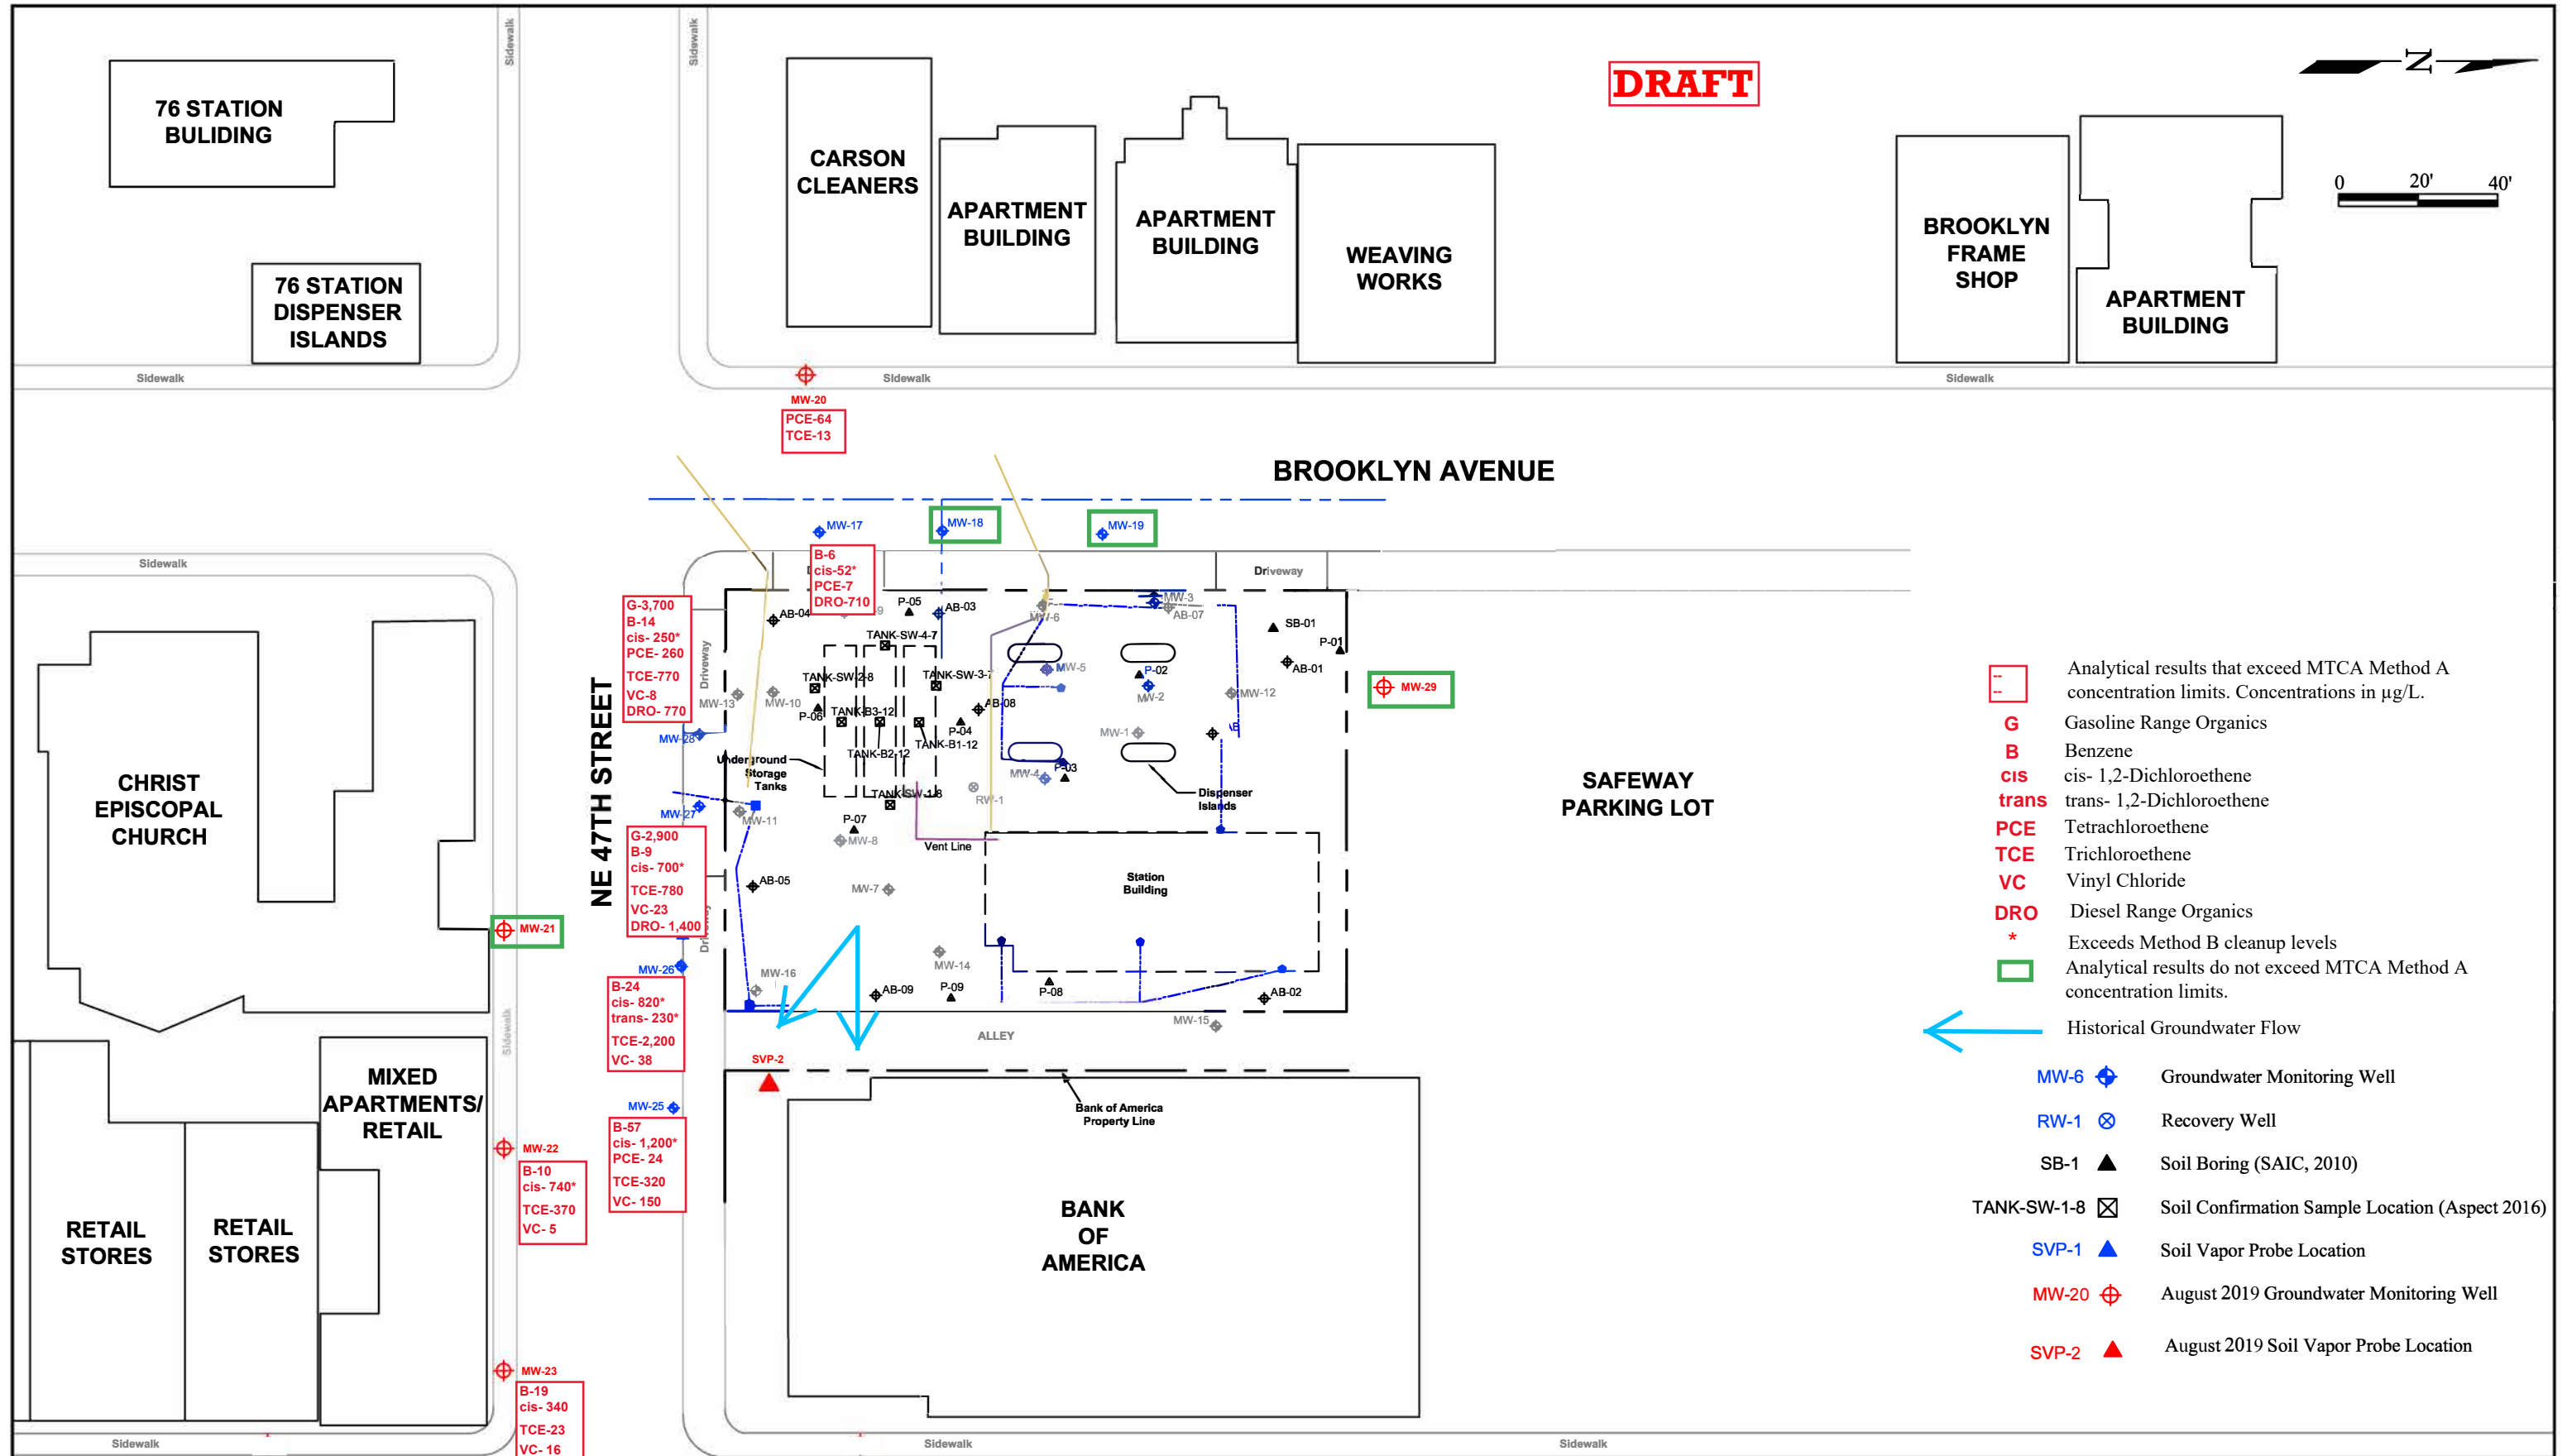 Sidewalk
Sidewalk
76 STATION
BULIDING
CARSON
CLEANERS
APARTMENT
BUILDING
APARTMENT
BUILDING
WEAVING
WORKS
DRAFT
BROOKLYN
FRAME
SHOP
APARTMENT
BUILDING
N
0 20' 40'
76 STATION
DISPENSER
ISLANDS
Sidewalk
Sidewalk
Sidewalk
MW-20
PCE-64
TCE-13
BROOKLYN AVENUE
MW-17
MW-18
MW-19
Sidewalk
B-6
cis-52*
PCE-7
DRO-710
Driveway
G-3,700
B-14
cis- 250*
PCE- 260
TCE-770
VC-8
DRO- 770
Driveway
AB-04
P-05
AB-03
MW-6
MW-3
AB-07
SB-01
P-01
AB-01
TANK-SW-4-7
TANK-SW-2-8
TANK-SW-3-7
MW-5
P-02
MW-2
MW-12
MW-29
MW-13
MW-10
P-06
TANK-B3-12
AB-08
P-04
MW-1
TANK-B2-12
TANK-B1-12
MW-28
Underground
Storage
Tanks
MW-4
P-03
TANK-SW-1-8
RW-1
Dispenser
Islands
MW-27
MW-11
P-07
MW-8
Vent Line
NE 47TH STREET
G-2,900
B-9
cis- 700*
TCE-780
VC-23
DRO- 1,400
AB-05
MW-7
Station
Building
SAFEWAY
PARKING LOT
CHRIST
EPISCOPAL
CHURCH
MW-21
MW-26
MW-16
MW-14
AB-09
P-09
P-08
AB-02
B-24
cis- 820*
trans- 230*
TCE-2,200
VC- 38
Sidewalk
ALLEY
MW-15
SVP-2
MW-25
Bank of America
Property Line
B-57
cis- 1,200*
PCE- 24
TCE-320
VC- 150
MIXED
APARTMENTS/
RETAIL
MW-22
B-10
cis- 740*
TCE-370
VC- 5
RETAIL
STORES
RETAIL
STORES
BANK
OF
AMERICA
MW-23
B-19
cis- 340
TCE-23
VC- 16
Sidewalk
Sidewalk
Sidewalk
--
--
Analytical results that exceed MTCA Method A
concentration limits. Concentrations in µg/L.
G Gasoline Range Organics
B Benzene
cis cis- 1,2-Dichloroethene
trans trans- 1,2-Dichloroethene
PCE Tetrachloroethene
TCE Trichloroethene
VC Vinyl Chloride
DRO Diesel Range Organics
* Exceeds Method B cleanup levels
Analytical results do not exceed MTCA Method A
concentration limits.
Historical Groundwater Flow
MW-6 Groundwater Monitoring Well
RW-1 Recovery Well
SB-1 Soil Boring (SAIC, 2010)
TANK-SW-1-8 Soil Confirmation Sample Location (Aspect 2016)
SVP-1 Soil Vapor Probe Location
MW-20 August 2019 Groundwater Monitoring Well
SVP-2 August 2019 Soil Vapor Probe Location